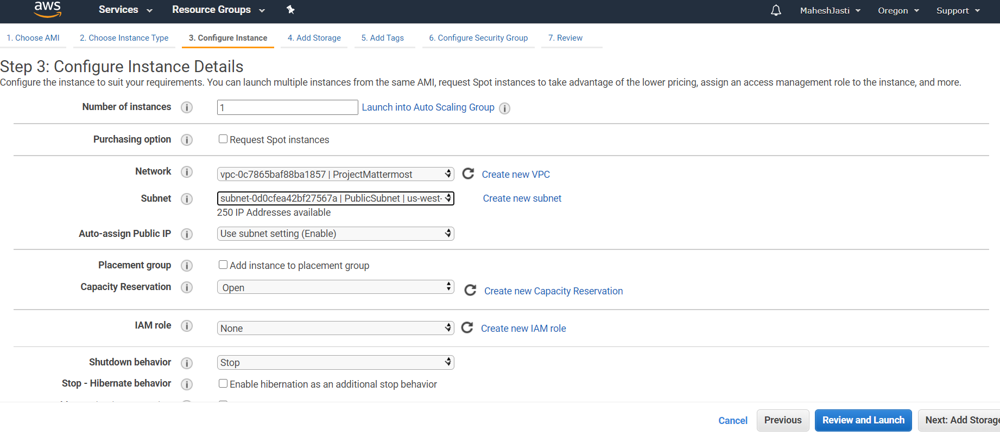 aws Services Resource Groups MaheshJasti Oregon Support
1. Choose AMI 2. Choose Instance Type 3. Configure Instance 4. Add Storage 5. Add Tags 6. Configure Security Group 7. Review
Step 3: Configure Instance Details
Configure the instance to suit your requirements. You can launch multiple instances from the same AMI, request Spot instances to take advantage of the lower pricing, assign an access management role to the instance, and more.
Number of instances 1 Launch into Auto Scaling Group
Purchasing option Request Spot instances
Network vpc-0c7865baf88ba1857 | ProjectMattermost Create new VPC
Subnet subnet-0d0cfea42bf27567a | PublicSubnet | us-west- Create new subnet
250 IP Addresses available
Auto-assign Public IP Use subnet setting (Enable)
Placement group Add instance to placement group
Capacity Reservation Open Create new Capacity Reservation
IAM role None Create new IAM role
Shutdown behavior Stop
Stop - Hibernate behavior Enable hibernation as an additional stop behavior
Cancel Previous Review and Launch Next: Add Storage